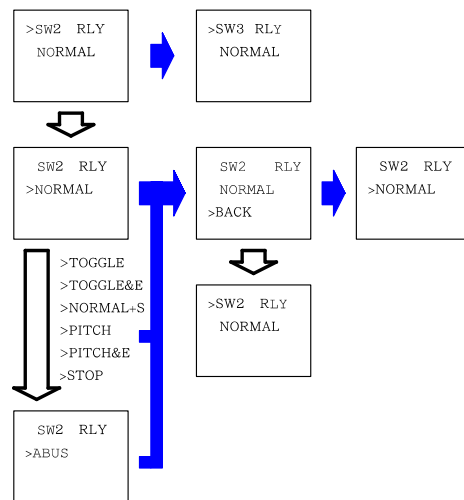 >SW2 RLY
NORMAL
>SW3 RLY
NORMAL
SW2 RLY
>NORMAL
SW2 RLY
NORMAL
>BACK
SW2 RLY
>NORMAL
>TOGGLE
>TOGGLE&E
>NORMAL+S
>PITCH
>PITCH&E
>STOP
>SW2 RLY
NORMAL
SW2 RLY
>ABUS